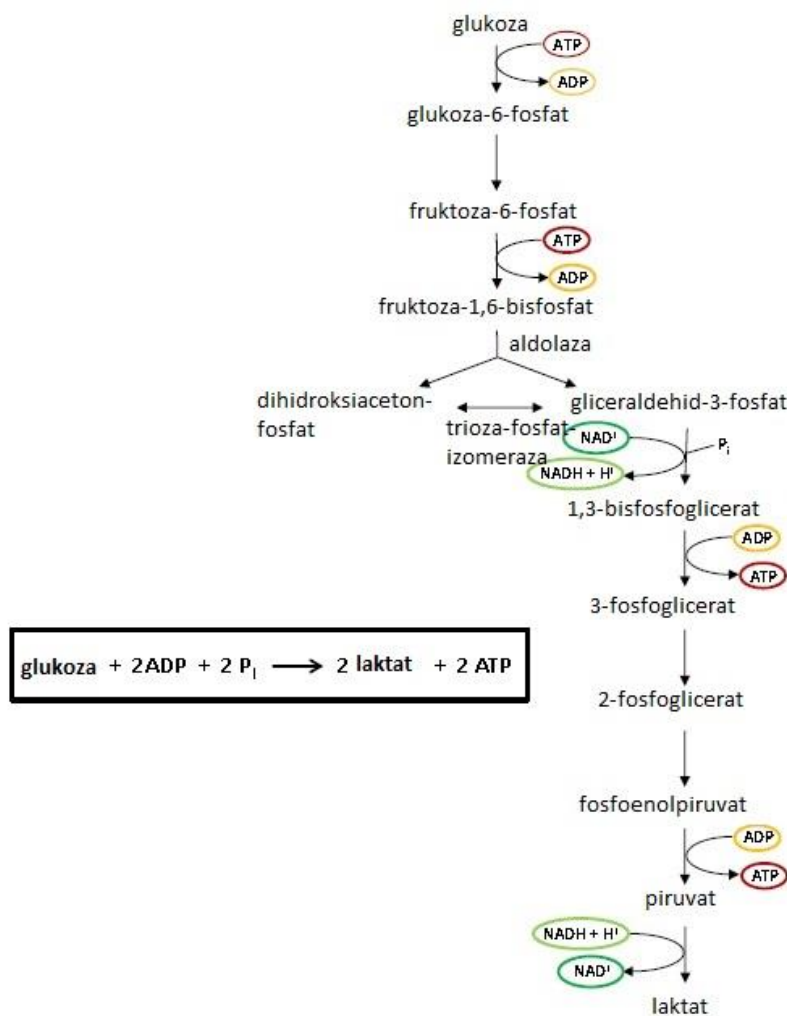 glukoza
ATP
ADP
glukoza-6-fosfat
fruktoza-6-fosfat
ATP
ADP
fruktoza-1,6-bisfosfat
aldolaza
dihidroksiaceton-
fosfat
gliceraldehid-3-fosfat
trioza-fosfat-
izomeraza
NAD⁺
Pi
NADH + H⁺
1,3-bisfosfoglicerat
ADP
ATP
3-fosfoglicerat
glukoza + 2ADP + 2 Pi → 2 laktat + 2 ATP
2-fosfoglicerat
fosfoenolpiruvat
ADP
ATP
piruvat
NADH + H⁺
NAD⁺
laktat